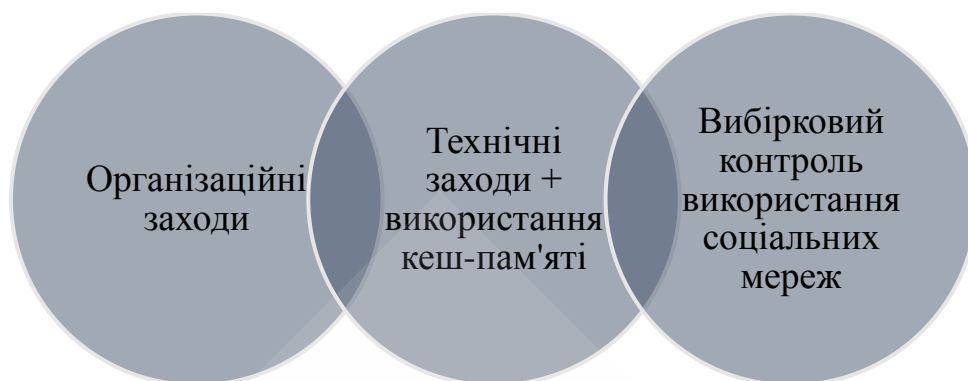 Організаційні
заходи
Технічні
заходи +
використання
кеш-пам'яті
Вибірковий
контроль
використання
соціальних
мереж